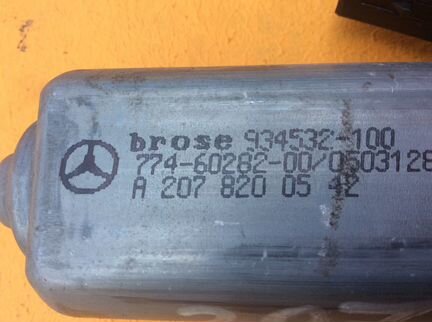 brose 934532 100
774-60282-00/0503128
A 207 820 05 42